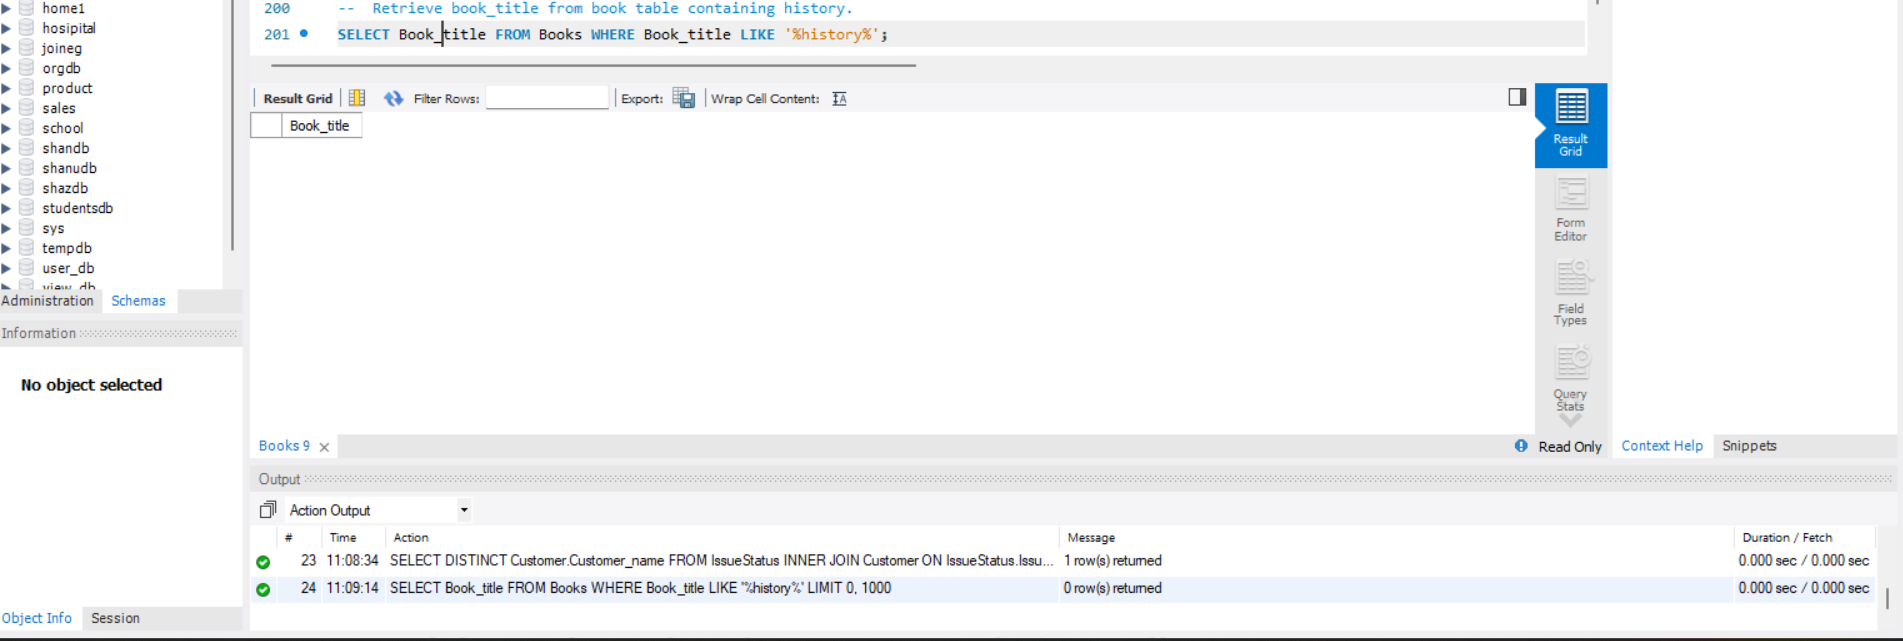 home1
hosipital
joineg
orgdb
product
sales
school
shandb
shanudb
shazdb
studentsdb
sys
tempdb
user_db
view_db
Administration Schemas
Information
No object selected
Object Info Session
200 -- Retrieve book_title from book table containing history.
201 SELECT Book_title FROM Books WHERE Book_title LIKE '%history%';
Result Grid Filter Rows: Export: Wrap Cell Content:
Book_title
Result Grid
Form Editor
Field Types
Query Stats
Books 9 Read Only
Context Help Snippets
Output
Action Output
# Time Action Message Duration / Fetch
23 11:08:34 SELECT DISTINCT Customer.Customer_name FROM IssueStatus INNER JOIN Customer ON IssueStatus.Issu... 1 row(s) returned 0.000 sec / 0.000 sec
24 11:09:14 SELECT Book_title FROM Books WHERE Book_title LIKE '%history%' LIMIT 0, 1000 0 row(s) returned 0.000 sec / 0.000 sec